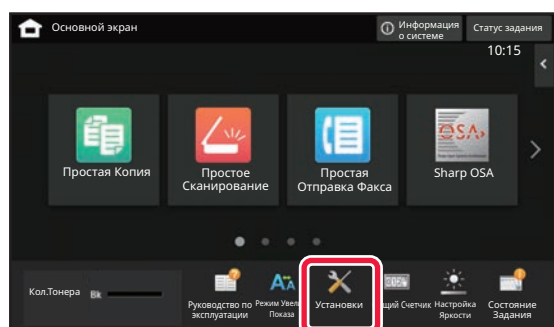 Основной экран
Информация
о системе
Статус задания
10:15
Простая Копия
Простое
Сканирование
Простая
Отправка Факса
OSA
Sharp OSA
Кол.Тонера
Bk
Руководство по
эксплуатации
Режим Увел
Показа
Установки
щий Счетчик
Настройка
Яркости
Состояние
Задания